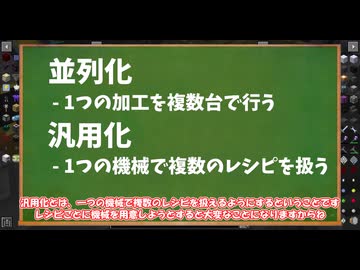 並列化
- 1つの加工を複数台で行う
汎用化
- 1つの機械で複数のレシピを扱う
汎用化とは、一つの機械で複数のレシピを扱えるようにするということです
レシピごとに機械を用意しようとすると大変なことになりますからね